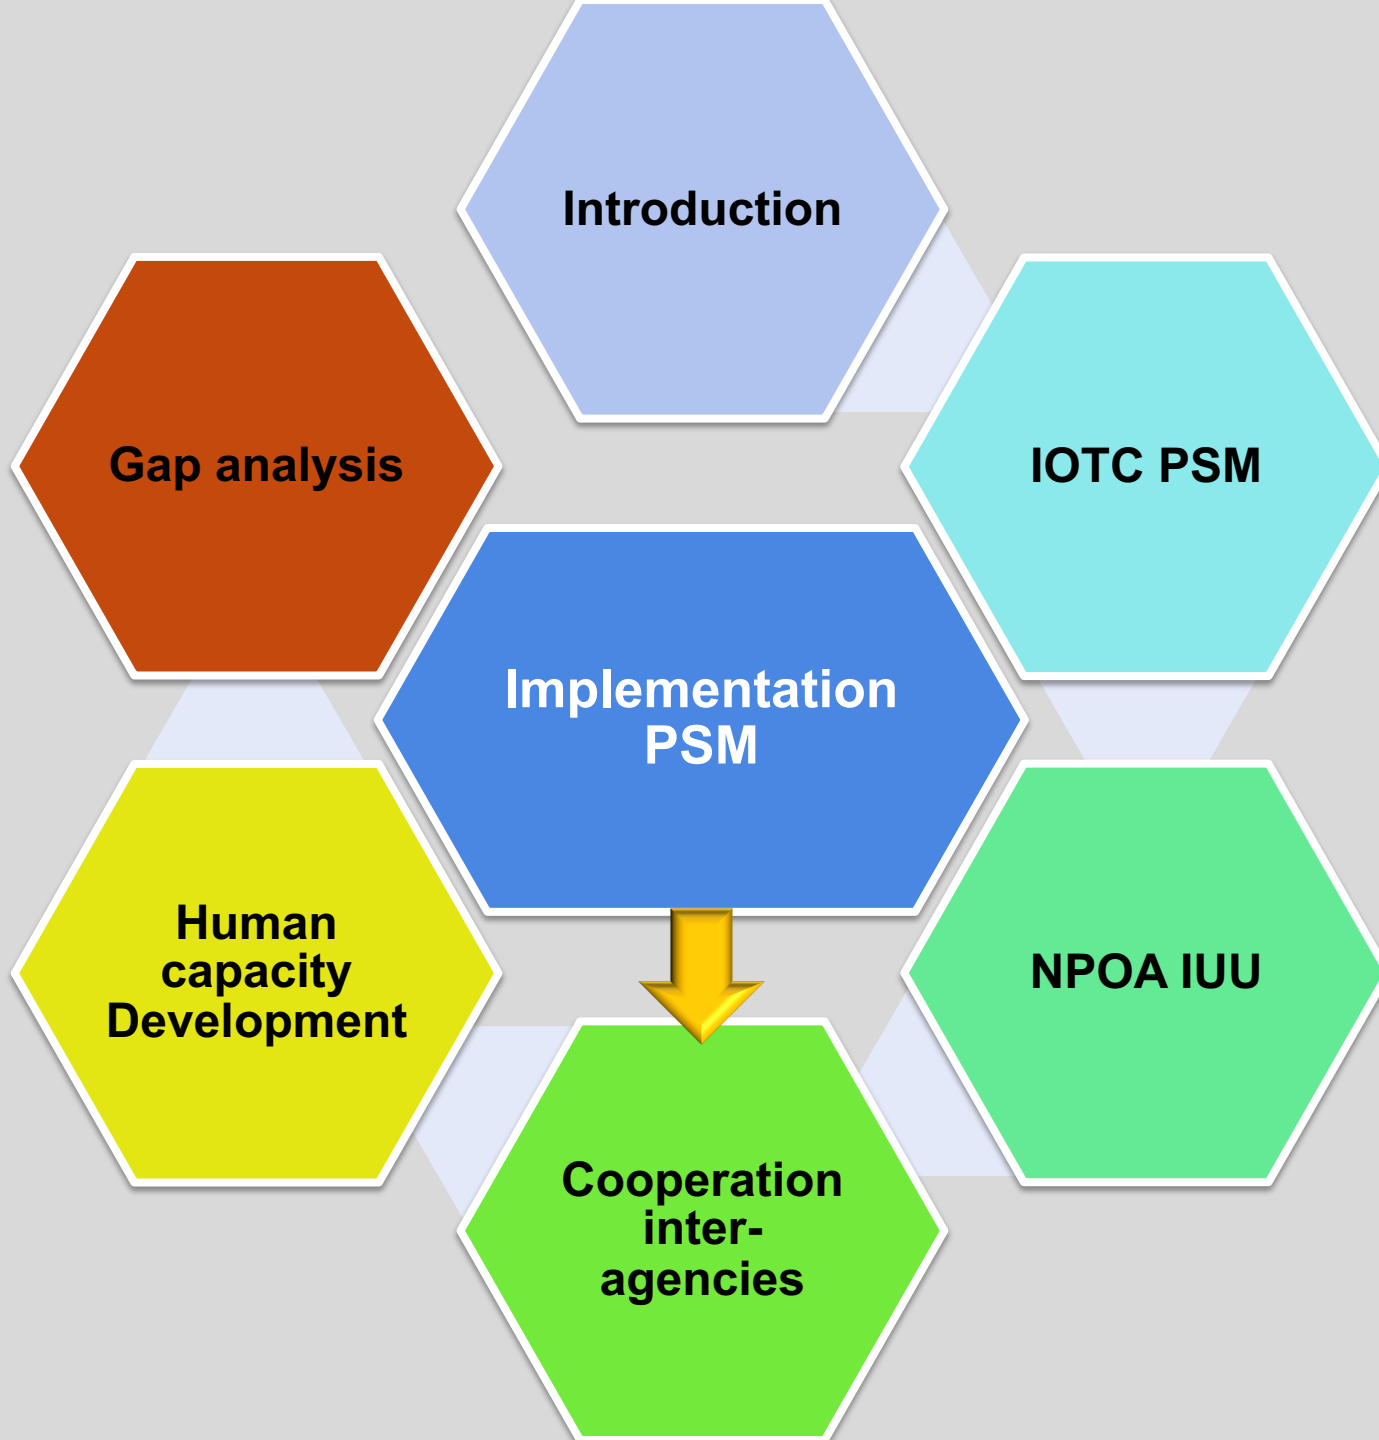 Introduction
Gap analysis
IOTC PSM
Implementation
PSM
Human
capacity
Development
NPOA IUU
Cooperation
inter-
agencies